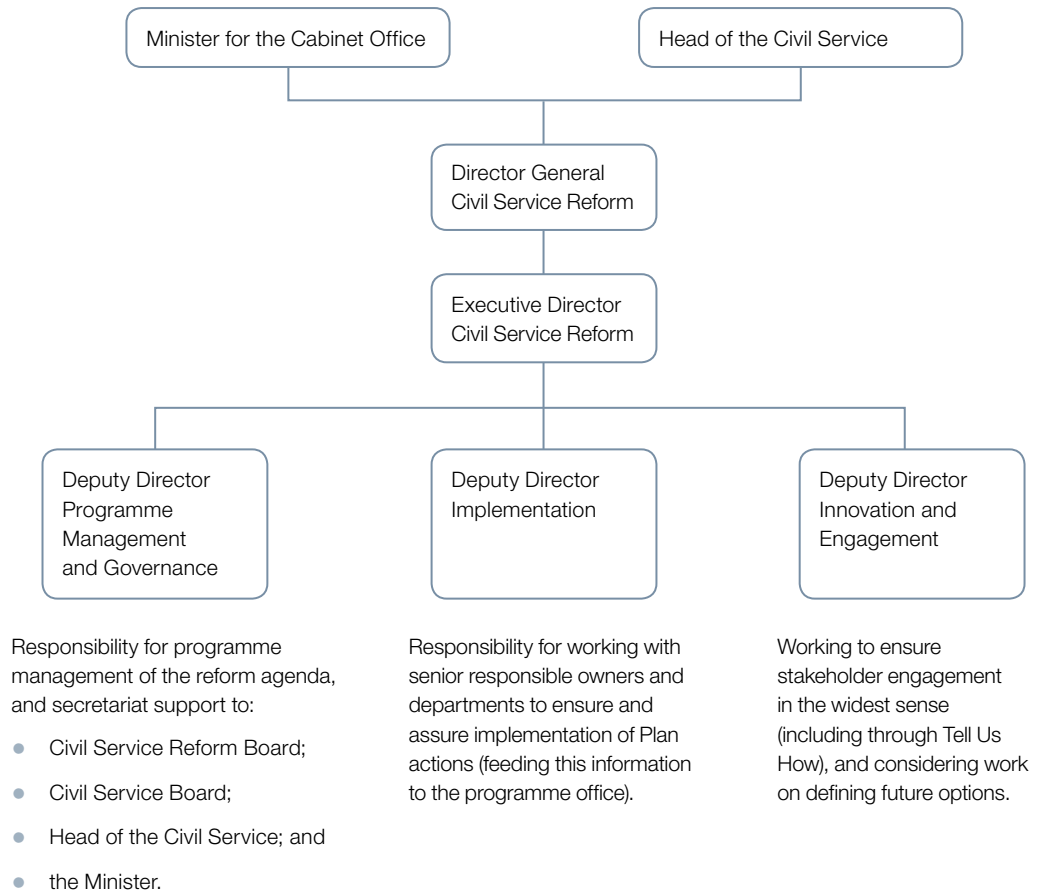 Minister for the Cabinet Office
Head of the Civil Service
Director General
Civil Service Reform
Executive Director
Civil Service Reform
Deputy Director
Programme
Management
and Governance
Deputy Director
Implementation
Deputy Director
Innovation and
Engagement
Responsibility for programme
management of the reform agenda,
and secretariat support to:
● Civil Service Reform Board;
● Civil Service Board;
● Head of the Civil Service; and
● the Minister.
Responsibility for working with
senior responsible owners and
departments to ensure and
assure implementation of Plan
actions (feeding this information
to the programme office).
Working to ensure
stakeholder engagement
in the widest sense
(including through Tell Us
How), and considering work
on defining future options.